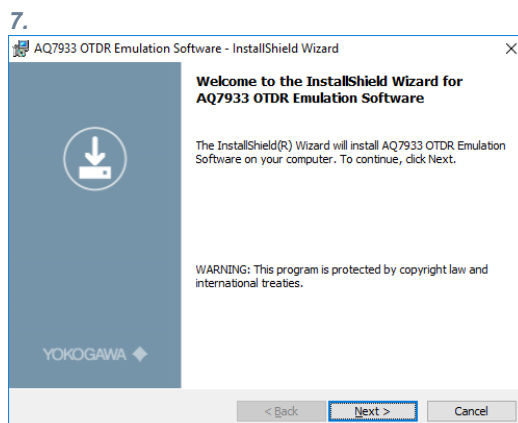 7.
AQ7933 OTDR Emulation Software - InstallShield Wizard
Welcome to the InstallShield Wizard for
AQ7933 OTDR Emulation Software
The InstallShield(R) Wizard will install AQ7933 OTDR Emulation
Software on your computer. To continue, click Next.
WARNING: This program is protected by copyright law and
international treaties.
YOKOGAWA
< Back Next > Cancel